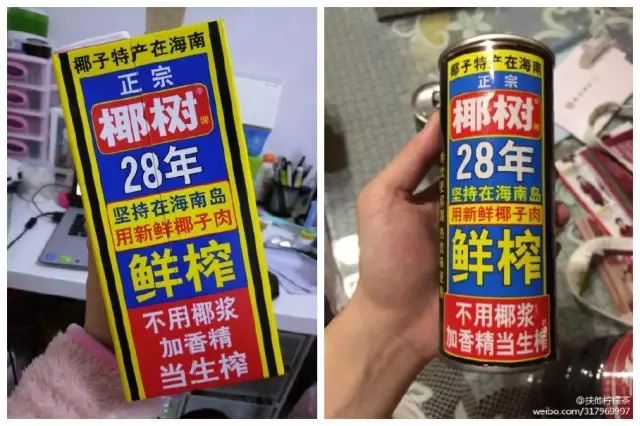 椰子特产在海南
正宗
椰树®牌
28年
坚持在海南岛
用新鲜椰子肉
鲜榨
不用椰浆
加香精
当生榨
椰子特产在海南
正宗
椰树
28年
坚持在海南岛
用新鲜椰子肉
鲜榨
不用椰浆
加香精
当生榨
@扶他柠檬茶
weibo.com/317969997